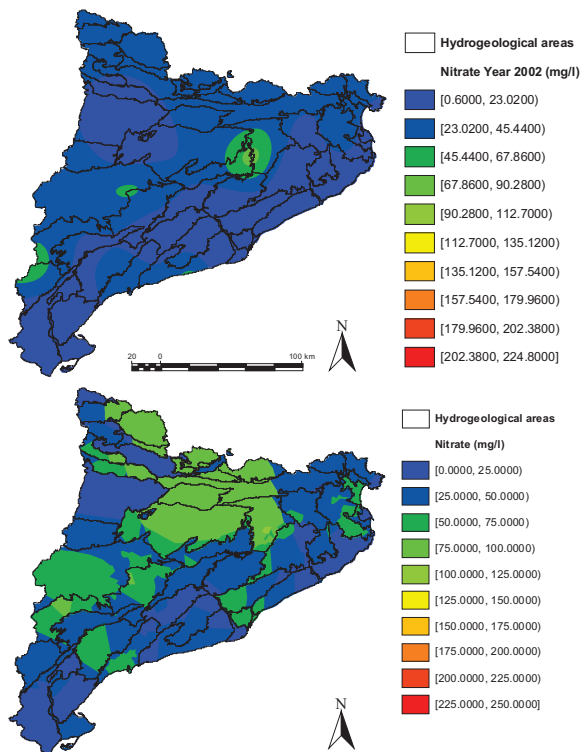 Hydrogeological areas
Nitrate Year 2002 (mg/l)
[0.6000, 23.0200)
[23.0200, 45.4400)
[45.4400, 67.8600)
[67.8600, 90.2800)
[90.2800, 112.7000)
[112.7000, 135.1200)
[135.1200, 157.5400)
[157.5400, 179.9600)
[179.9600, 202.3800)
[202.3800, 224.8000]
N
20 0 100 km
Hydrogeological areas
Nitrate (mg/l)
[0.0000, 25.0000)
[25.0000, 50.0000)
[50.0000, 75.0000)
[75.0000, 100.0000)
[100.0000, 125.0000)
[125.0000, 150.0000)
[150.0000, 175.0000)
[175.0000, 200.0000)
[200.0000, 225.0000)
[225.0000, 250.0000]
N